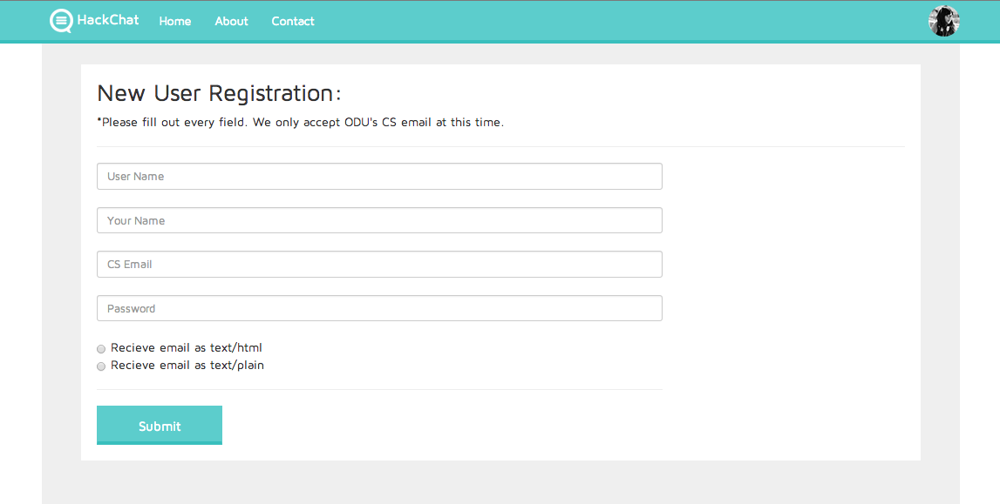 HackChat Home About Contact
New User Registration:
*Please fill out every field. We only accept ODU's CS email at this time.
User Name
Your Name
CS Email
Password
Recieve email as text/html
Recieve email as text/plain
Submit